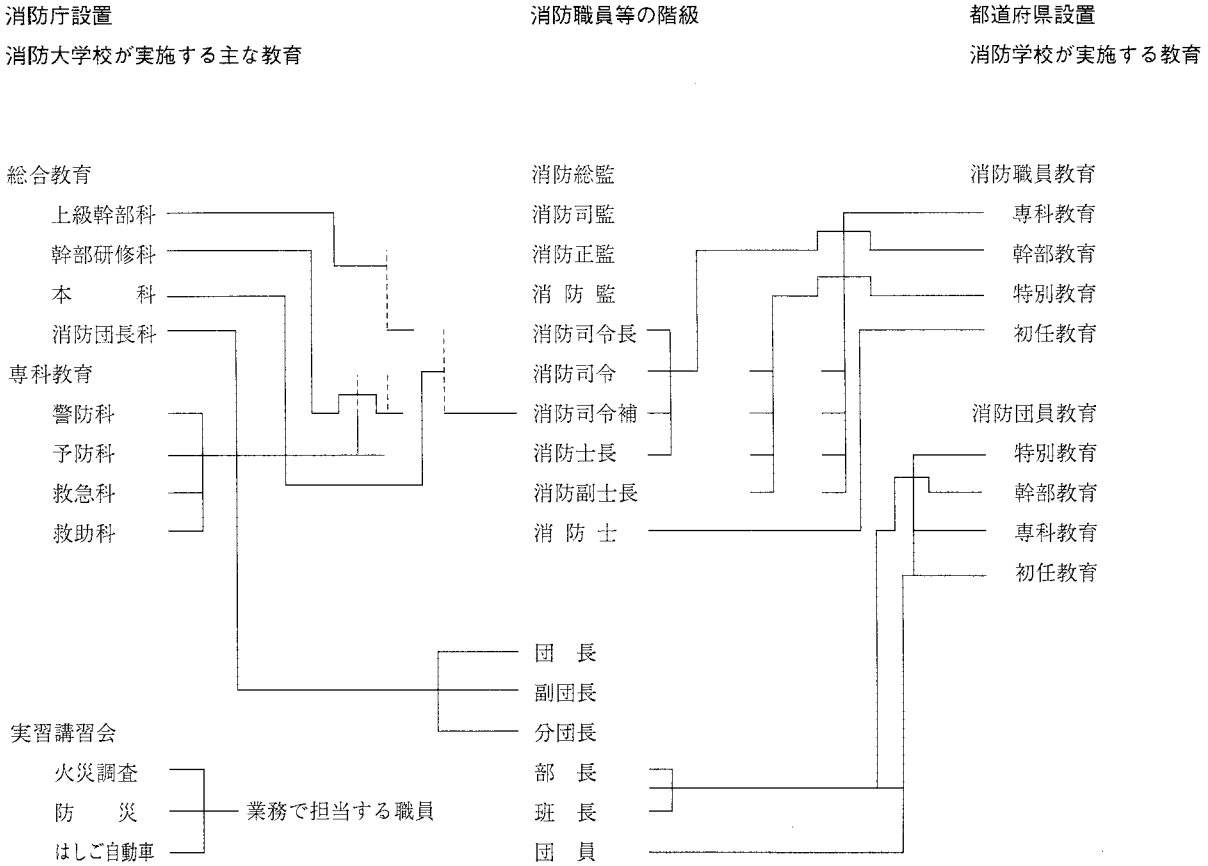 消防庁設置
消防大学校が実施する主な教育
総合教育
上級幹部科
幹部研修科
本 科
消防団長科
専科教育
警防科
予防科
救急科
救助科
実習講習会
火災調査
防 災
はしご自動車
業務で担当する職員
消防職員等の階級
消防総監
消防司監
消防正監
消防監
消防司令長
消防司令
消防司令補
消防士長
消防副士長
消防士
団 長
副団長
分団長
部 長
班 長
団 員
都道府県設置
消防学校が実施する教育
消防職員教育
専科教育
幹部教育
特別教育
初任教育
消防団員教育
特別教育
幹部教育
専科教育
初任教育